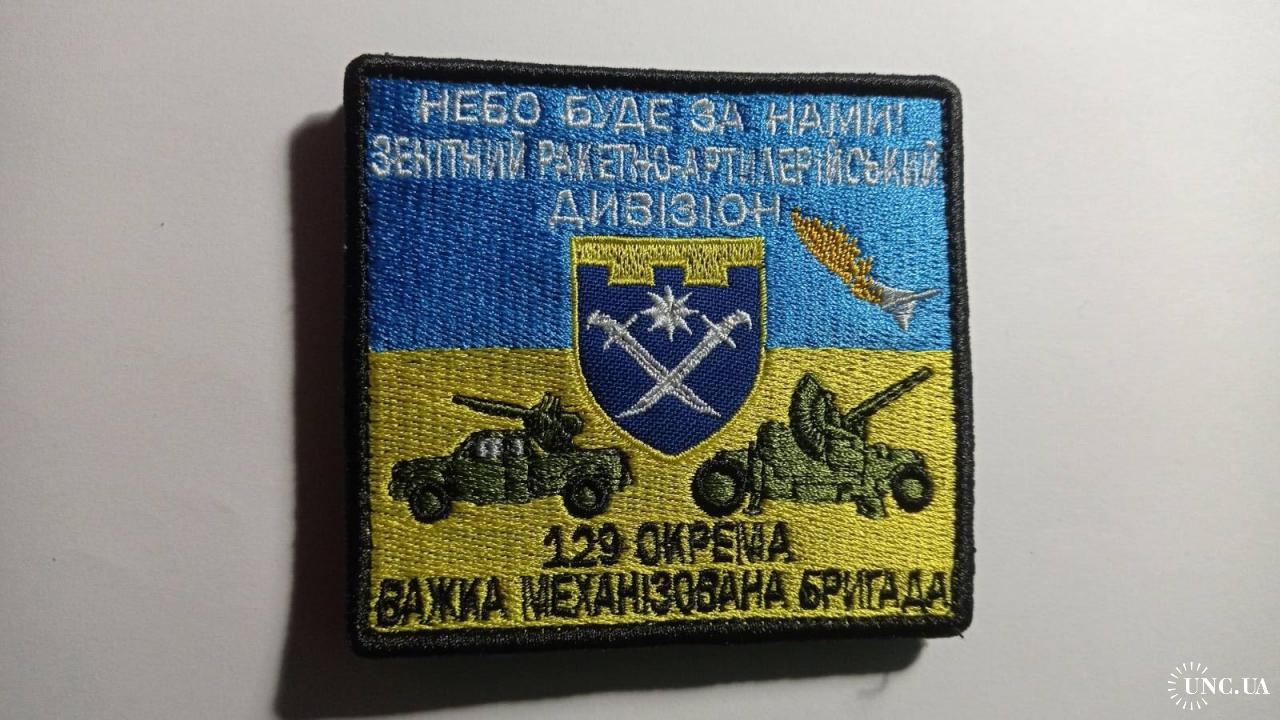 НЕБО БУДЕ ЗА НАМИ!
ЗЕНІТНИЙ РАКЕТНО-АРТИЛЕРІЙСЬКИЙ
ДИВІЗІОН
129 ОКРЕМА
ВАЖКА МЕХАНІЗОВАНА БРИГАДА
UNC.UA